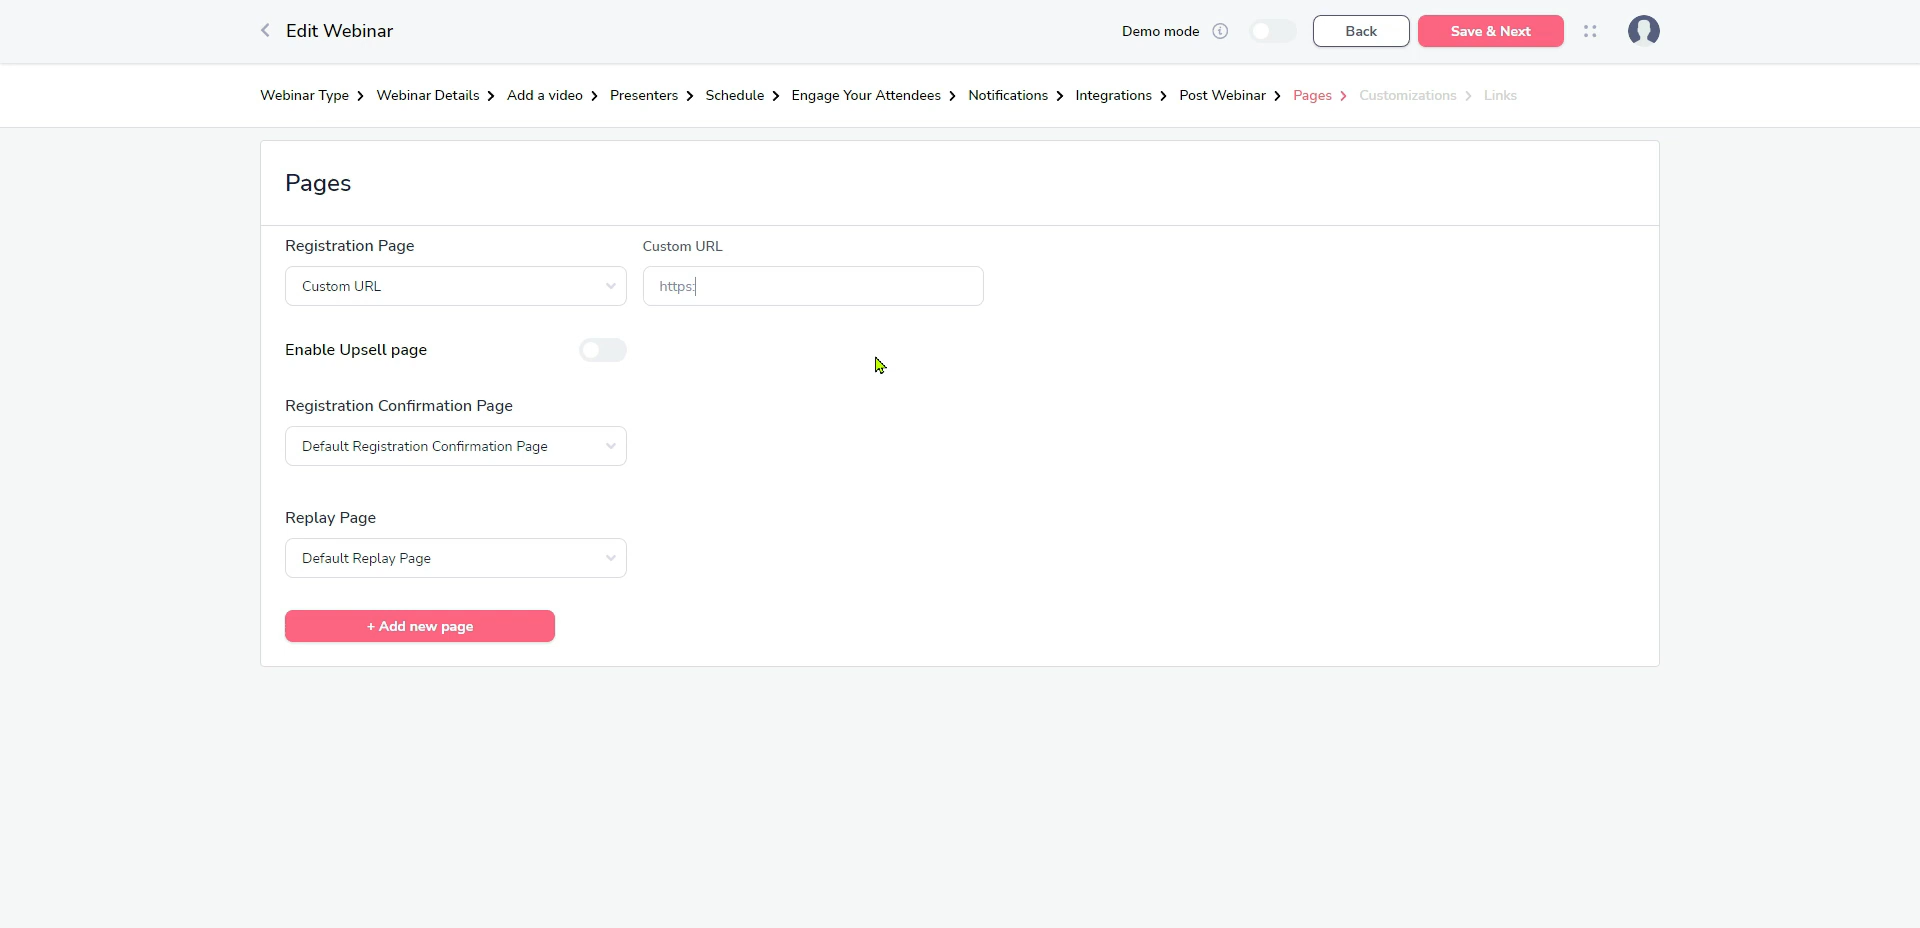 Edit Webinar
Demo mode
Back
Save & Next
Webinar Type > Webinar Details > Add a video > Presenters > Schedule > Engage Your Attendees > Notifications > Integrations > Post Webinar > Pages > Customizations > Links
Pages
Registration Page
Custom URL
Custom URL
https:
Enable Upsell page
Registration Confirmation Page
Default Registration Confirmation Page
Replay Page
Default Replay Page
+ Add new page